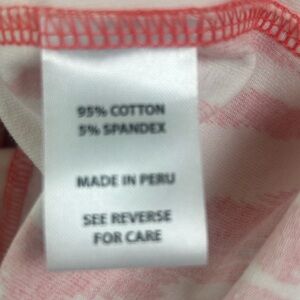 95% COTTON
5% SPANDEX
MADE IN PERU
SEE REVERSE
FOR CARE